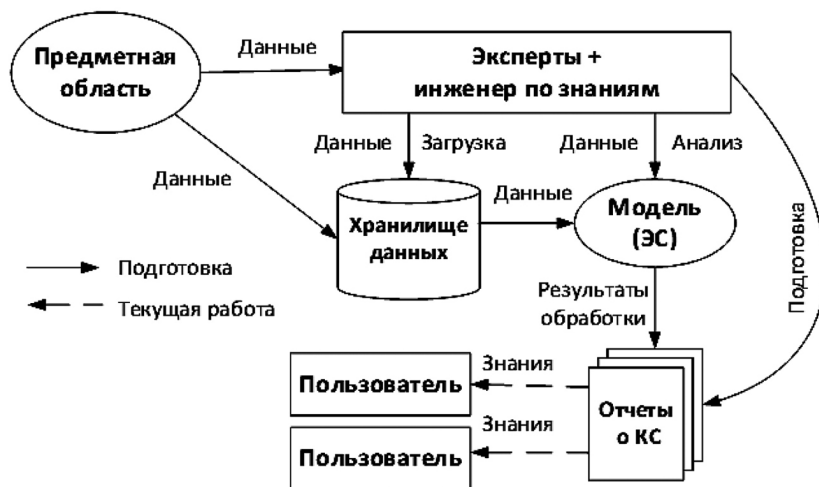 Предметная
область
Данные
Эксперты +
инженер по знаниям
Данные
Загрузка
Данные
Анализ
Данные
Данные
Хранилище
данных
Модель
(ЭС)
Подготовка
Подготовка
Текущая работа
Результаты
обработки
Знания
Пользователь
Отчеты
о КС
Знания
Пользователь